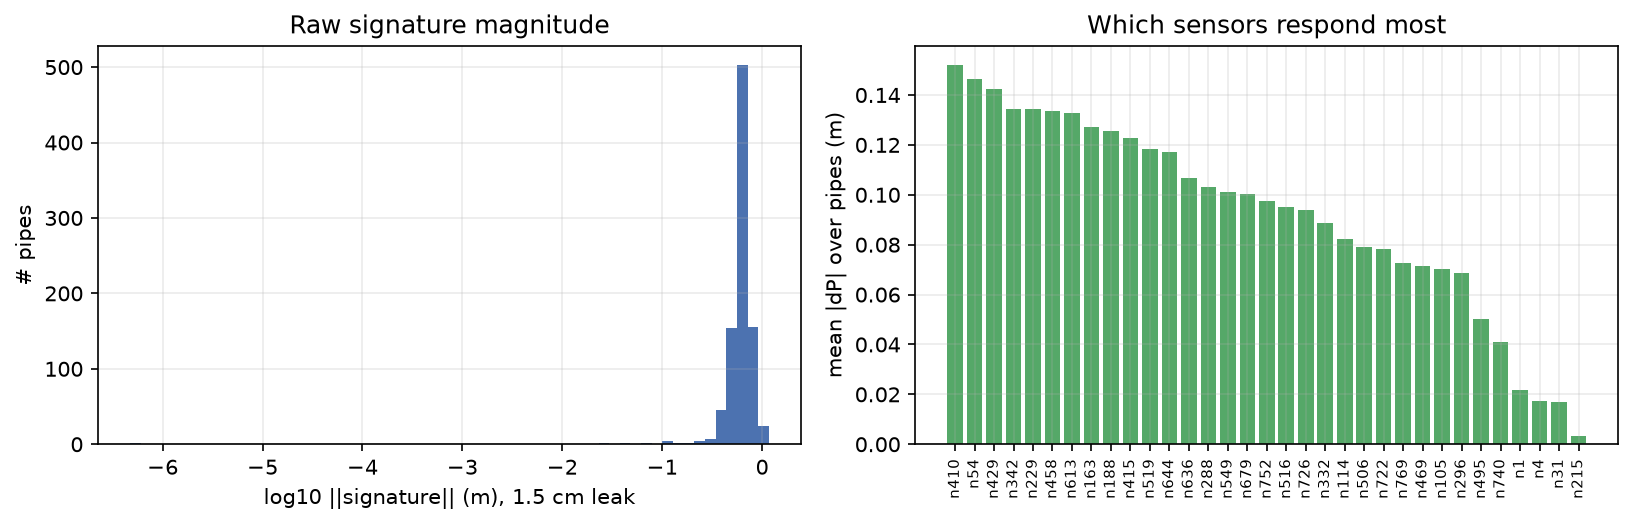 Raw signature magnitude
# pipes
500
400
300
200
100
0
−6 −5 −4 −3 −2 −1 0
log10 ||signature|| (m), 1.5 cm leak
Which sensors respond most
mean |dP| over pipes (m)
0.14
0.12
0.10
0.08
0.06
0.04
0.02
0.00
n410 n54 n429 n342 n229 n458 n613 n163 n188 n415 n519 n644 n636 n288 n549 n679 n752 n516 n726 n332 n114 n506 n722 n769 n469 n105 n296 n495 n740 n1 n4 n31 n215